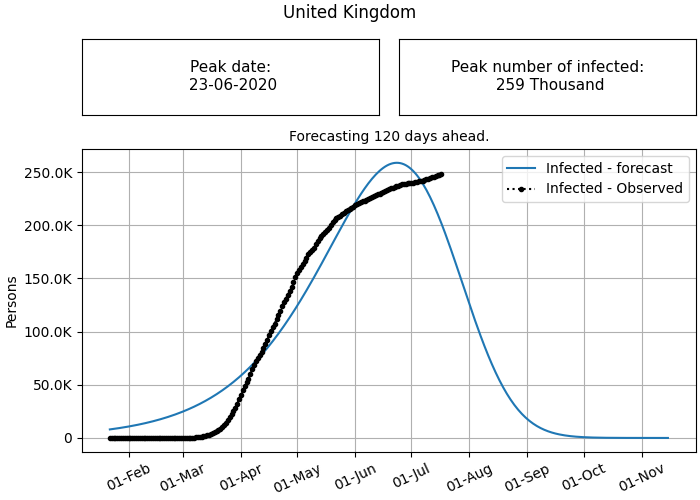 United Kingdom
Peak date:
23-06-2020
Peak number of infected:
259 Thousand
Forecasting 120 days ahead.
Infected - forecast
Infected - Observed
250.0K
200.0K
150.0K
100.0K
50.0K
0
Persons
01-Feb
01-Mar
01-Apr
01-May
01-Jun
01-Jul
01-Aug
01-Sep
01-Oct
01-Nov